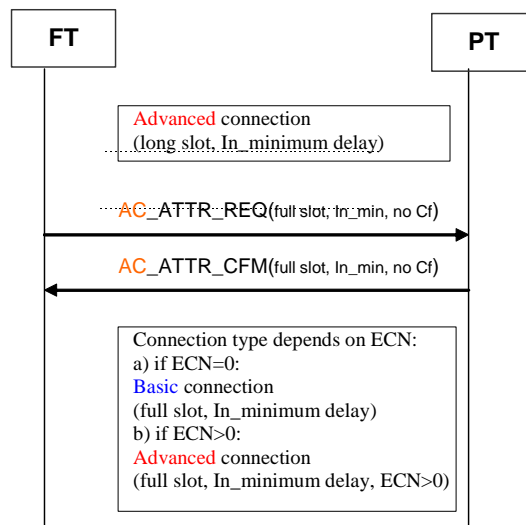 FT
PT
Advanced connection
(long slot, In_minimum delay)
AC_ATTR_REQ(full slot, In_min, no Cf)
AC_ATTR_CFM(full slot, In_min, no Cf)
Connection type depends on ECN:
a) if ECN=0:
Basic connection
(full slot, In_minimum delay)
b) if ECN>0:
Advanced connection
(full slot, In_minimum delay, ECN>0)